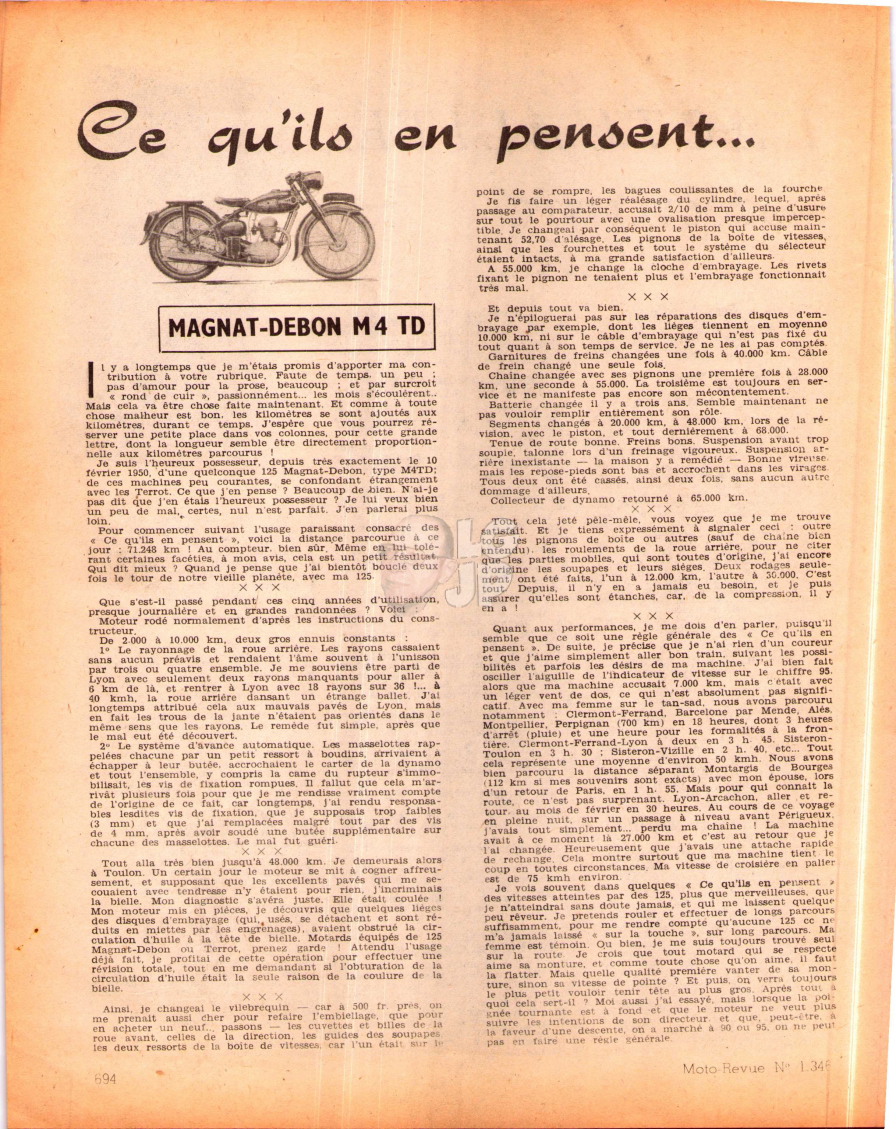 Ce qu'ils en pensent...
MAGNAT-DEBON M4 TD
Il y a longtemps que je m'étais promis d'apporter ma con-
tribution à votre rubrique. Faute de temps, un peu ;
pas d'amour pour la prose, beaucoup ; et par surcroît
« rond de cuir », passionnément... les mois s'écoulèrent..
Mais cela va être chose faite maintenant. Et comme à toute
chose malheur est bon, les kilomètres se sont ajoutés aux
kilomètres, durant ce temps. J'espère que vous pourrez ré-
server une petite place dans vos colonnes, pour cette grande
lettre, dont la longueur semble être directement proportion-
nelle aux kilomètres parcourus !
Je suis l'heureux possesseur, depuis très exactement le 10
février 1950, d'une quelconque 125 Magnat-Debon, type M4TD;
de ces machines peu courantes, se confondant étrangement
avec les Terrot. Ce que j'en pense ? Beaucoup de bien. N'ai-je
pas dit que j'en étais l'heureux possesseur ? Je lui veux bien
un peu de mal, certes, nul n'est parfait. J'en parlerai plus
loin.
Pour commencer suivant l'usage paraissant consacré des
« Ce qu'ils en pensent », voici la distance parcourue à ce
jour : 71.248 km ! Au compteur, bien sûr. Même en lui tolé-
rant certaines facéties, à mon avis, cela est un petit résultat
Qui dit mieux ? Quand je pense que j'ai bientôt bouclé deux
fois le tour de notre vieille planète, avec ma 125.
× × ×
Que s'est-il passé pendant ces cinq années d'utilisation,
presque journalière et en grandes randonnées ? Voici :
Moteur rodé normalement d'après les instructions du cons-
tructeur.
De 2.000 à 10.000 km, deux gros ennuis constants :
1° Le rayonnage de la roue arrière. Les rayons cassaient
sans aucun préavis et rendaient l'âme souvent à l'unisson
par trois ou quatre ensemble. Je me souviens être parti de
Lyon avec seulement deux rayons manquants pour aller à
6 km de là, et rentrer à Lyon avec 18 rayons sur 36 !... à
40 kmh, la roue arrière dansant un étrange ballet. J'ai
longtemps attribué cela aux mauvais pavés de Lyon, mais
en fait les trous de la jante n'étaient pas orientés dans le
même sens que les rayons. Le remède fut simple, après que
le mal eut été découvert.
2° Le système d'avance automatique. Les masselottes rap-
pelées chacune par un petit ressort à boudins, arrivaient à
échapper à leur butée, accrochaient le carter de la dynamo
et tout l'ensemble, y compris la came du rupteur s'immo-
bilisait, les vis de fixation rompues. Il fallut que cela m'ar-
rivât plusieurs fois pour que je me rendisse vraiment compte
de l'origine de ce fait, car longtemps, j'ai rendu responsa-
bles lesdites vis de fixation, que je supposais trop faibles
(3 mm) et que j'ai remplacées malgré tout par des vis
de 4 mm, après avoir soudé une butée supplémentaire sur
chacune des masselottes. Le mal fut guéri.
× × ×
Tout alla très bien jusqu'à 48.000 km. Je demeurais alors
à Toulon. Un certain jour le moteur se mit à cogner affreu-
sement, et supposant que les excellents pavés qui me se-
couaient avec tendresse n'y étaient pour rien, j'incriminais
la bielle. Mon diagnostic s'avéra juste. Elle était coulée !
Mon moteur mis en pièces, je découvris que quelques lièges
des disques d'embrayage (qui, usés, se détachent et sont ré-
duits en miettes par les engrenages), avaient obstrué la cir-
culation d'huile à la tête de bielle. Motards équipés de 125
Magnat-Debon ou Terrot, prenez garde ! Attendu l'usage
déjà fait, je profitai de cette opération pour effectuer une
révision totale, tout en me demandant si l'obturation de la
circulation d'huile était la seule raison de la coulure de la
bielle.
× × ×
Ainsi, je changeai le vilebrequin — car à 500 fr. près, on
me prenait aussi cher pour refaire l'embiellage, que pour
en acheter un neuf... passons — les cuvettes et billes de la
roue avant, celles de la direction, les guides des soupapes
les deux ressorts de la boîte de vitesses, car l'un était sur le
point de se rompre, les bagues coulissantes de la fourche
Je fis faire un léger réalésage du cylindre, lequel, après
passage au comparateur, accusait 2/10 de mm à peine d'usure
sur tout le pourtour avec une ovalisation presque impercep-
tible. Je changeai par conséquent le piston qui accuse main-
tenant 52,70 d'alésage. Les pignons de la boîte de vitesses,
ainsi que les fourchettes et tout le système du sélecteur
étaient intacts, à ma grande satisfaction d'ailleurs.
A 55.000 km, je change la cloche d'embrayage. Les rivets
fixant le pignon ne tenaient plus et l'embrayage fonctionnait
très mal.
× × ×
Et depuis tout va bien.
Je n'épiloguerai pas sur les réparations des disques d'em-
brayage par exemple, dont les lièges tiennent en moyenne
10.000 km, ni sur le câble d'embrayage qui n'est pas fixé du
tout quant à son temps de service. Je ne les ai pas comptés.
Garnitures de freins changées une fois à 40.000 km. Câble
de frein changé une seule fois.
Chaîne changée avec ses pignons une première fois à 28.000
km, une seconde à 55.000. La troisième est toujours en ser-
vice et ne manifeste pas encore son mécontentement.
Batterie changée il y a trois ans. Semble maintenant ne
pas vouloir remplir entièrement son rôle.
Segments changés à 20.000 km, à 48.000 km, lors de la ré-
vision, avec le piston, et tout dernièrement à 68.000.
Tenue de route bonne. Freins bons. Suspension avant trop
souple, talonne lors d'un freinage vigoureux. Suspension ar-
rière inexistante — la maison y a remédié — Bonne vireuse.
mais les repose-pieds sont bas et accrochent dans les virages.
Tous deux ont été cassés, ainsi deux fois, sans aucun autre
dommage d'ailleurs.
Collecteur de dynamo retourné à 65.000 km.
× × ×
Tout cela jeté pêle-mêle, vous voyez que je me trouve
satisfait. Et je tiens expressément à signaler ceci : outre
tous les pignons de boîte ou autres (sauf de chaîne bien
entendu), les roulements de la roue arrière, pour ne citer
que les parties mobiles, qui sont toutes d'origine, j'ai encore
d'origine les soupapes et leurs sièges. Deux rodages seule-
ment ont été faits, l'un à 12.000 km, l'autre à 30.000. C'est
tout Depuis, il n'y en a jamais eu besoin, et je puis
assurer qu'elles sont étanches, car, de la compression, il y
en a !
× × ×
Quant aux performances, je me dois d'en parler, puisqu'il
semble que ce soit une règle générale des « Ce qu'ils en
pensent ». De suite, je précise que je n'ai rien d'un coureur
et que j'aime simplement aller bon train, suivant les possi-
bilités et parfois les désirs de ma machine. J'ai bien fait
osciller l'aiguille de l'indicateur de vitesse sur le chiffre 95,
alors que ma machine accusait 7.000 km, mais c'était avec
un léger vent de dos, ce qui n'est absolument pas signifi-
catif. Avec ma femme sur le tan-sad, nous avons parcouru
notamment : Clermont-Ferrand, Barcelone par Mende, Alès,
Montpellier, Perpignan (700 km) en 18 heures, dont 3 heures
d'arrêt (pluie) et une heure pour les formalités à la fron-
tière. Clermont-Ferrand-Lyon à deux en 3 h. 45. Sisteron-
Toulon en 3 h. 30 ; Sisteron-Vizille en 2 h. 40, etc... Tout
cela représente une moyenne d'environ 50 kmh. Nous avons
bien parcouru la distance séparant Montargis de Bourges
(112 km si mes souvenirs sont exacts) avec mon épouse, lors
d'un retour de Paris, en 1 h. 55. Mais pour qui connaît la
route, ce n'est pas surprenant. Lyon-Arcachon, aller et re-
tour, au mois de février en 30 heures. Au cours de ce voyage
en pleine nuit, sur un passage à niveau avant Périgueux,
j'avais tout simplement... perdu ma chaîne ! La machine
avait à ce moment là 27.000 km et c'est au retour que je
l'ai changée. Heureusement que j'avais une attache rapide
de rechange. Cela montre surtout que ma machine tient le
coup en toutes circonstances. Ma vitesse de croisière en palier
est de 75 kmh environ.
Je vois souvent dans quelques « Ce qu'ils en pensent »
des vitesses atteintes par des 125, plus que merveilleuses, que
je n'atteindrai sans doute jamais, et qui me laissent quelque
peu rêveur. Je prétends rouler et effectuer de longs parcours
suffisamment, pour me rendre compte qu'aucune 125 cc ne
m'a jamais laissé « sur la touche », sur long parcours. Ma
femme est témoin. Ou bien, je me suis toujours trouvé seul
sur la route. Je crois que tout motard qui se respecte
aime sa monture, et comme toute chose qu'on aime, il faut
la flatter. Mais quelle qualité première vanter de sa mon-
ture, sinon sa vitesse de pointe ? Et puis, on verra toujours
le plus petit vouloir tenir tête au plus gros. Après tout à
quoi cela sert-il ? Moi aussi j'ai essayé, mais lorsque la poi-
gnée tournante est à fond et que le moteur ne veut plus
suivre les intentions de son directeur, et que, peut-être, à
la faveur d'une descente, on a marché à 90 ou 95, on ne peut
pas en faire une règle générale.
694
Moto-Revue N° 1.346